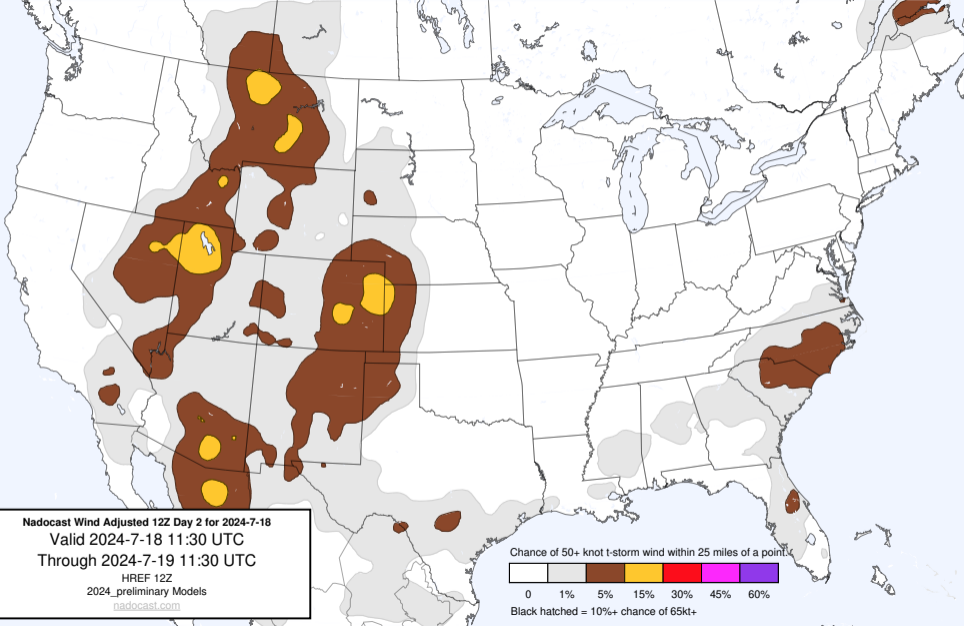 Nadocast Wind Adjusted 12Z Day 2 for 2024-7-18
Valid 2024-7-18 11:30 UTC
Through 2024-7-19 11:30 UTC
HREF 12Z
2024_preliminary Models
nadocast.com
Chance of 50+ knot t-storm wind within 25 miles of a point.
0 1% 5% 15% 30% 45% 60%
Black hatched = 10%+ chance of 65kt+